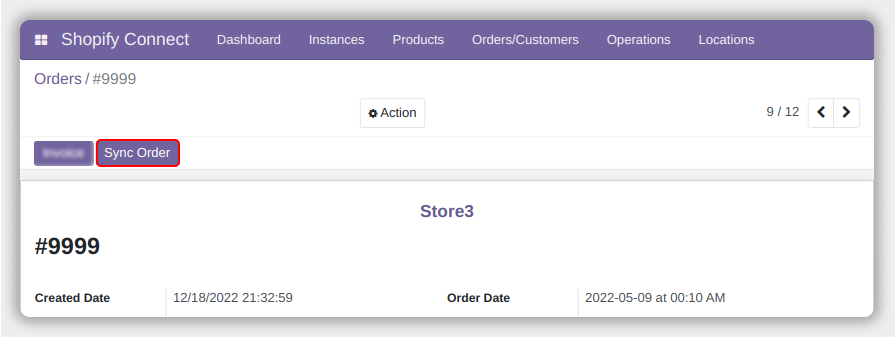 Shopify Connect Dashboard Instances Products Orders/Customers Operations Locations
Orders / #9999
Action 9 / 12
Sync Order
Store3
#9999
Created Date 12/18/2022 21:32:59 Order Date 2022-05-09 at 00:10 AM